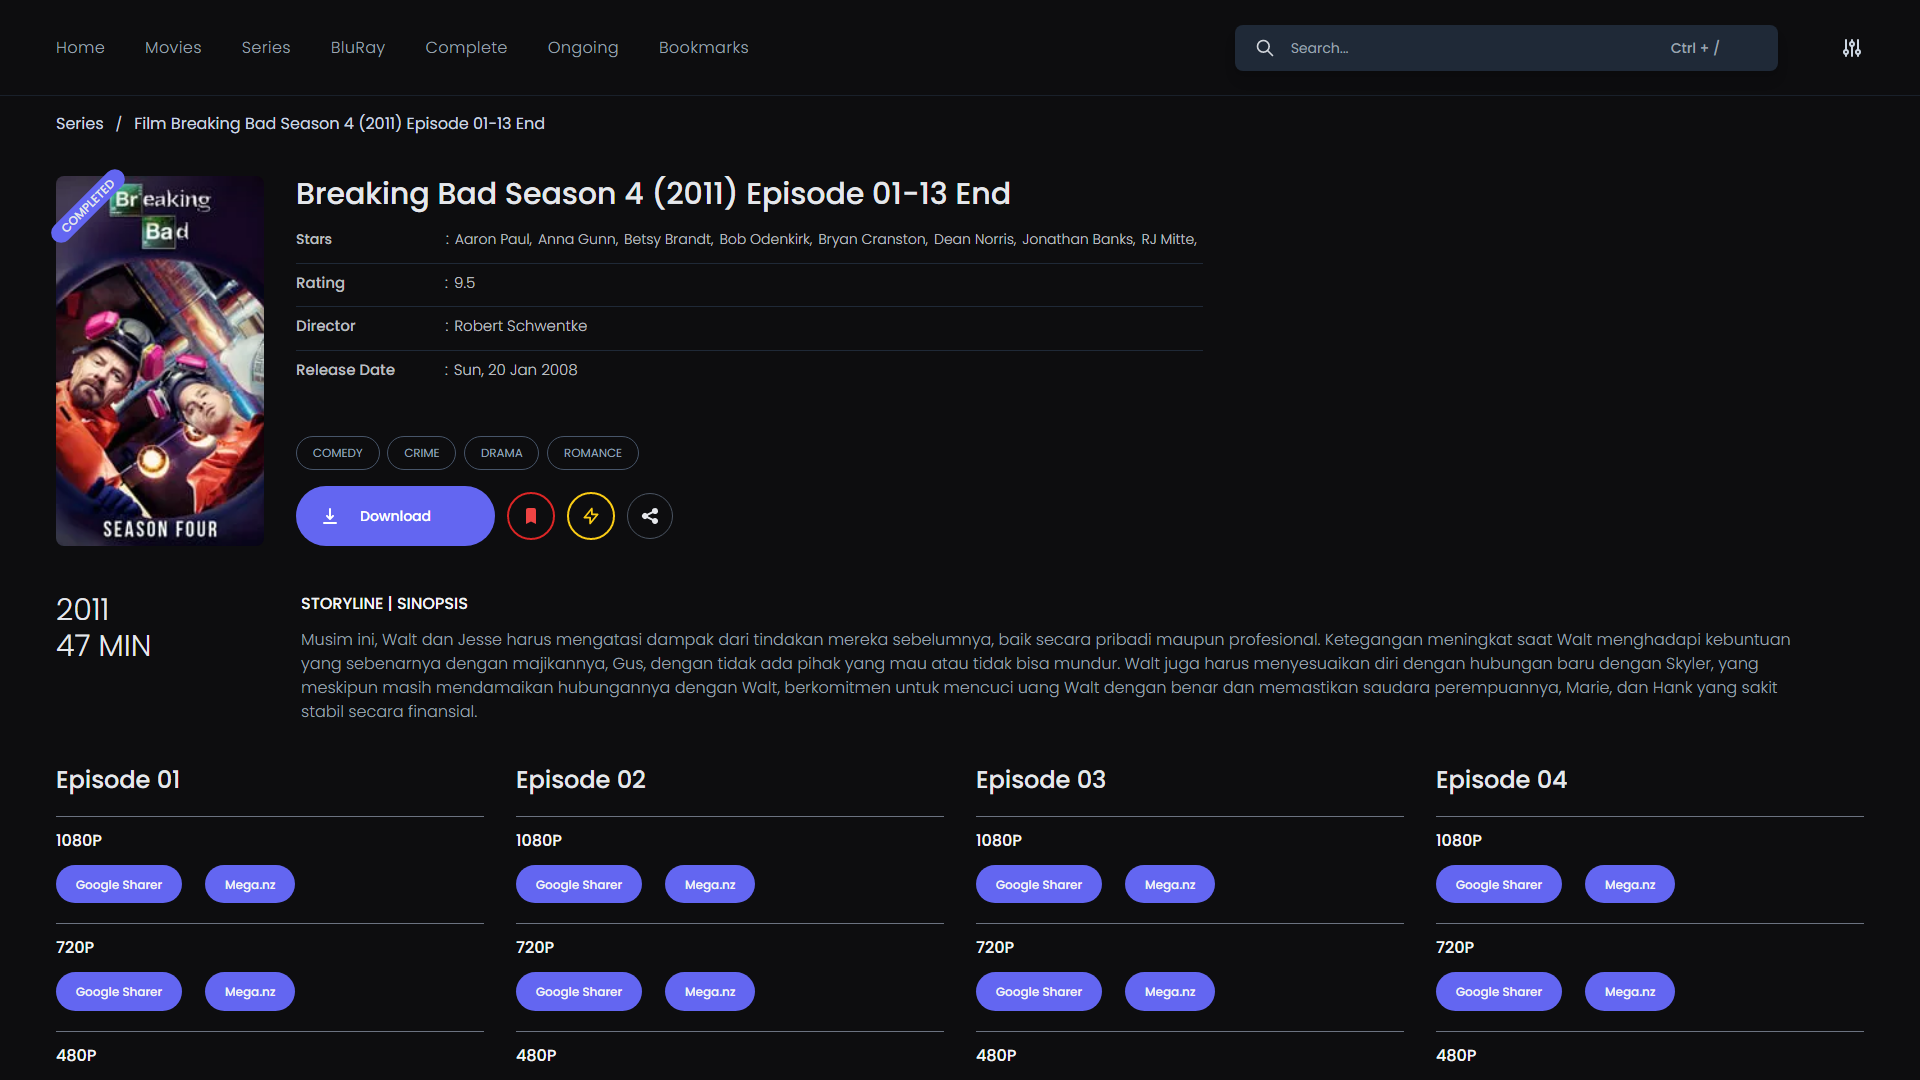 Home Movies Series BluRay Complete Ongoing Bookmarks
Search...
Ctrl + /
Series / Film Breaking Bad Season 4 (2011) Episode 01-13 End
COMPLETED
Breaking
Bad
SEASON FOUR
Breaking Bad Season 4 (2011) Episode 01-13 End
Stars : Aaron Paul, Anna Gunn, Betsy Brandt, Bob Odenkirk, Bryan Cranston, Dean Norris, Jonathan Banks, RJ Mitte,
Rating : 9.5
Director : Robert Schwentke
Release Date : Sun, 20 Jan 2008
COMEDY CRIME DRAMA ROMANCE
Download
2011
47 MIN
STORYLINE | SINOPSIS
Musim ini, Walt dan Jesse harus mengatasi dampak dari tindakan mereka sebelumnya, baik secara pribadi maupun profesional. Ketegangan meningkat saat Walt menghadapi kebuntuan
yang sebenarnya dengan majikannya, Gus, dengan tidak ada pihak yang mau atau tidak bisa mundur. Walt juga harus menyesuaikan diri dengan hubungan baru dengan Skyler, yang
meskipun masih mendamaikan hubungannya dengan Walt, berkomitmen untuk mencuci uang Walt dengan benar dan memastikan saudara perempuannya, Marie, dan Hank yang sakit
stabil secara finansial.
Episode 01 Episode 02 Episode 03 Episode 04
1080P 1080P 1080P 1080P
Google Sharer Mega.nz Google Sharer Mega.nz Google Sharer Mega.nz Google Sharer Mega.nz
720P 720P 720P 720P
Google Sharer Mega.nz Google Sharer Mega.nz Google Sharer Mega.nz Google Sharer Mega.nz
480P 480P 480P 480P